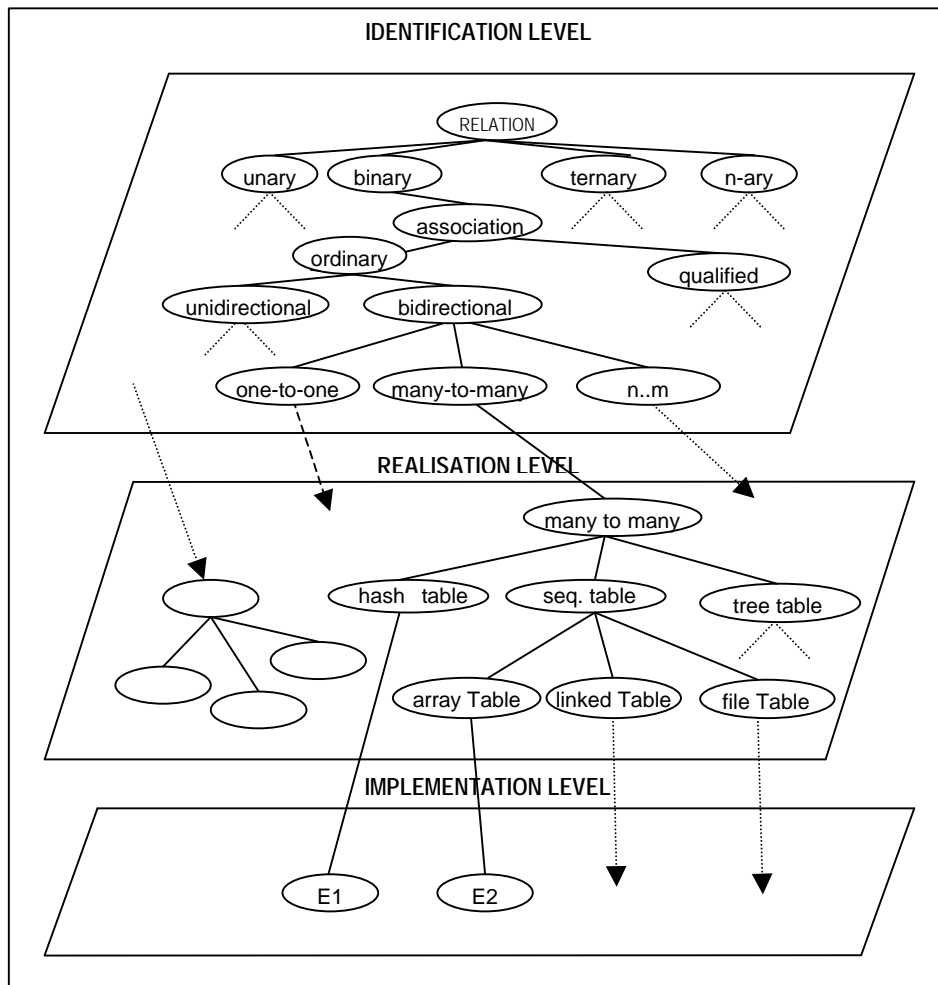 IDENTIFICATION LEVEL
RELATION
unary binary ternary n-ary
association
ordinary
qualified
unidirectional bidirectional
one-to-one many-to-many n..m
REALISATION LEVEL
many to many
hash table seq. table tree table
array Table linked Table file Table
IMPLEMENTATION LEVEL
E1 E2